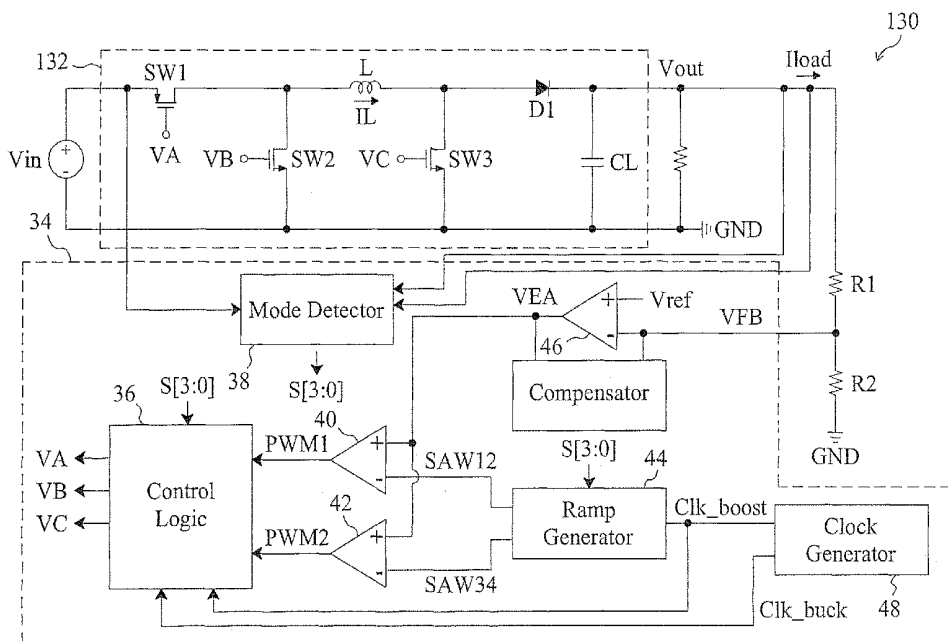 130
132
SW1
L
Vout
Iload
IL
D1
Vin
VA
VB
SW2
VC
SW3
CL
34
GND
Mode Detector
VEA
Vref
VFB
R1
46
38
S[3:0]
Compensator
R2
GND
36
S[3:0]
40
PWM1
SAW12
S[3:0]
44
VA
VB
VC
Control
Logic
42
PWM2
SAW34
Ramp
Generator
Clk_boost
Clock
Generator
Clk_buck
48
+
-
+
-
+
-
+
-